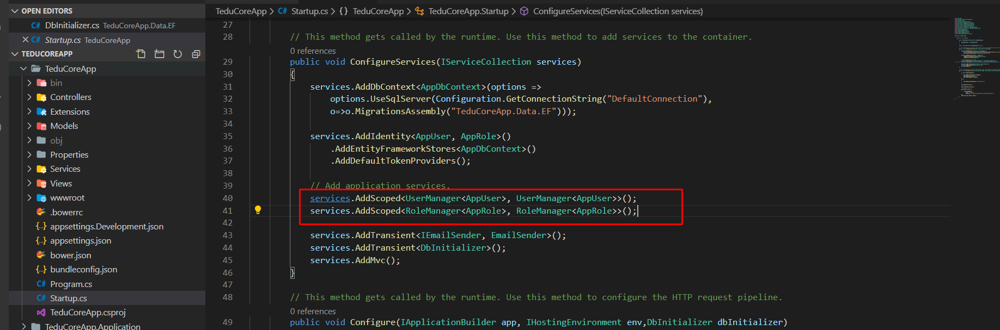 OPEN EDITORS
C# DbInitializer.cs TeduCoreApp.Data.EF
C# Startup.cs TeduCoreApp
TEDUCOREAPP
TeduCoreApp
bin
Controllers
Extensions
Models
obj
Properties
Services
Views
wwwroot
.bowerrc
{..} appsettings.Development.json
{..} appsettings.json
bower.json
{..} bundleconfig.json
C# Program.cs
C# Startup.cs
TeduCoreApp.csproj
TeduCoreApp.Application
TeduCoreApp > C# Startup.cs > {} TeduCoreApp > TeduCoreApp.Startup > ConfigureServices(IServiceCollection services)
27
28 // This method gets called by the runtime. Use this method to add services to the container.
0 references
29 public void ConfigureServices(IServiceCollection services)
30 {
31 services.AddDbContext<AppDbContext>(options =>
32 options.UseSqlServer(Configuration.GetConnectionString("DefaultConnection"),
33 o=>o.MigrationsAssembly("TeduCoreApp.Data.EF")));
34
35 services.AddIdentity<AppUser, AppRole>()
36 .AddEntityFrameworkStores<AppDbContext>()
37 .AddDefaultTokenProviders();
38
39 // Add application services.
40 services.AddScoped<UserManager<AppUser>, UserManager<AppUser>>();
41 services.AddScoped<RoleManager<AppRole>, RoleManager<AppRole>>();
42
43 services.AddTransient<IEmailSender, EmailSender>();
44 services.AddTransient<DbInitializer>();
45 services.AddMvc();
46 }
47
48 // This method gets called by the runtime. Use this method to configure the HTTP request pipeline.
0 references
49 public void Configure(IApplicationBuilder app, IHostingEnvironment env,DbInitializer dbInitializer)